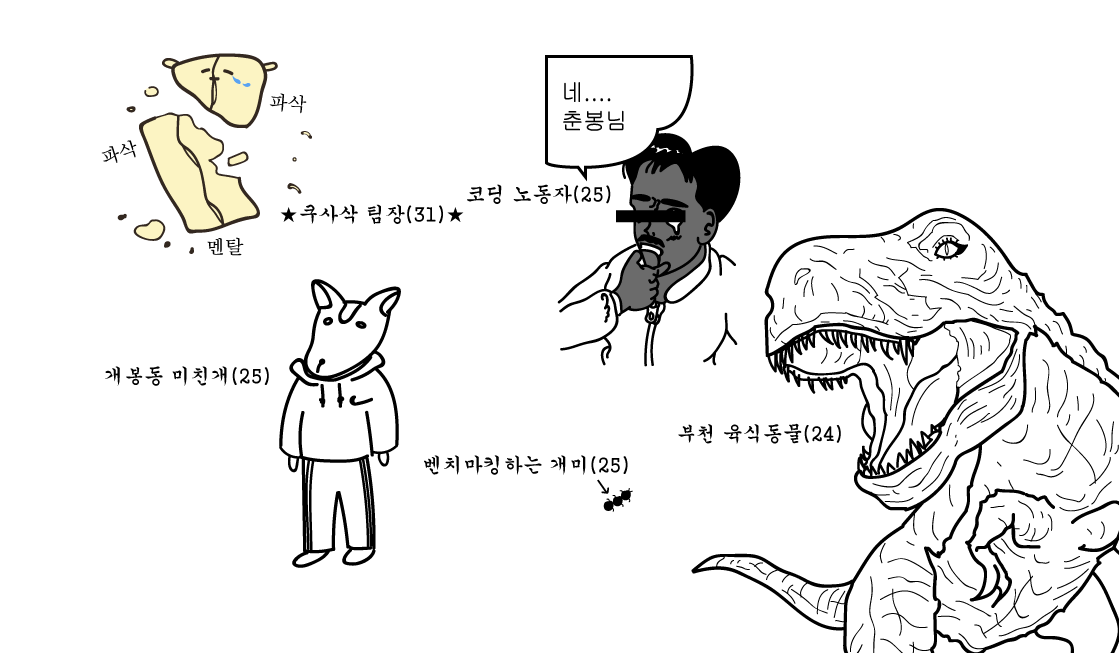 파삭
파삭
멘탈
★쿠사삭 팀장(31)★
네....
춘봉님
코딩 노동자(25)
개봉동 미친개(25)
벤치마킹하는 개미(25)
부천 육식동물(24)